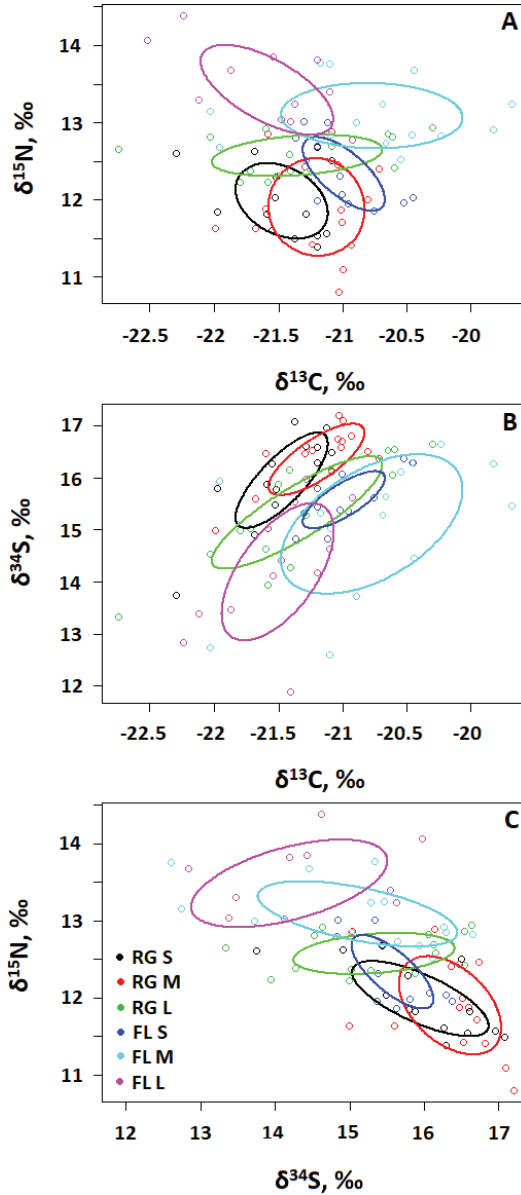 A
14
13
12
11
δ¹⁵N, ‰
-22.5 -22 -21.5 -21 -20.5 -20
δ¹³C, ‰
B
17
16
15
14
13
12
δ³⁴S, ‰
-22.5 -22 -21.5 -21 -20.5 -20
δ¹³C, ‰
C
14
13
12
11
δ¹⁵N, ‰
RG S
RG M
RG L
FL S
FL M
FL L
12 13 14 15 16 17
δ³⁴S, ‰